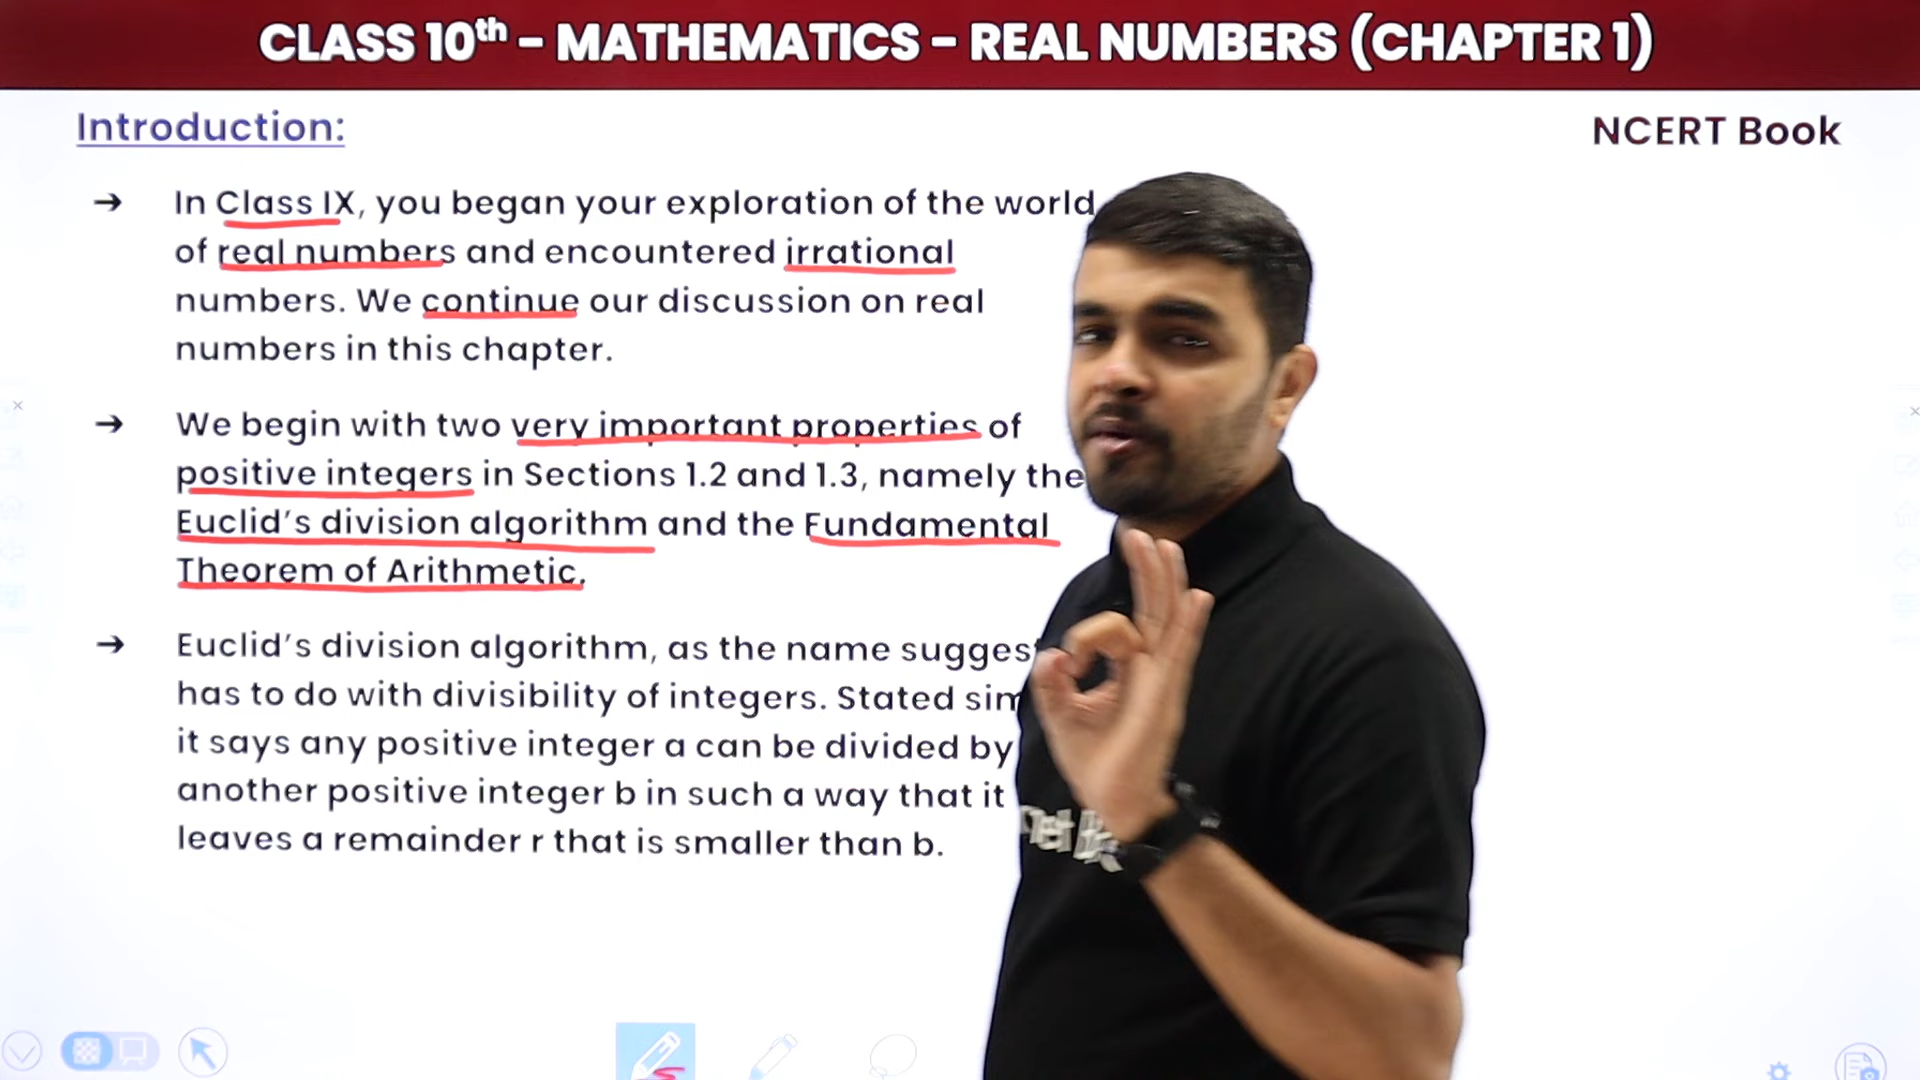 CLASS 10th - MATHEMATICS - REAL NUMBERS (CHAPTER 1)
Introduction:
NCERT Book
➔ In Class IX, you began your exploration of the world
of real numbers and encountered irrational
numbers. We continue our discussion on real
numbers in this chapter.
➔ We begin with two very important properties of
positive integers in Sections 1.2 and 1.3, namely the
Euclid’s division algorithm and the Fundamental
Theorem of Arithmetic.
➔ Euclid’s division algorithm, as the name
has to do with divisibility of integers. Stated
it says any positive integer a can be divided by
another positive integer b in such a way that it
leaves a remainder r that is smaller than b.